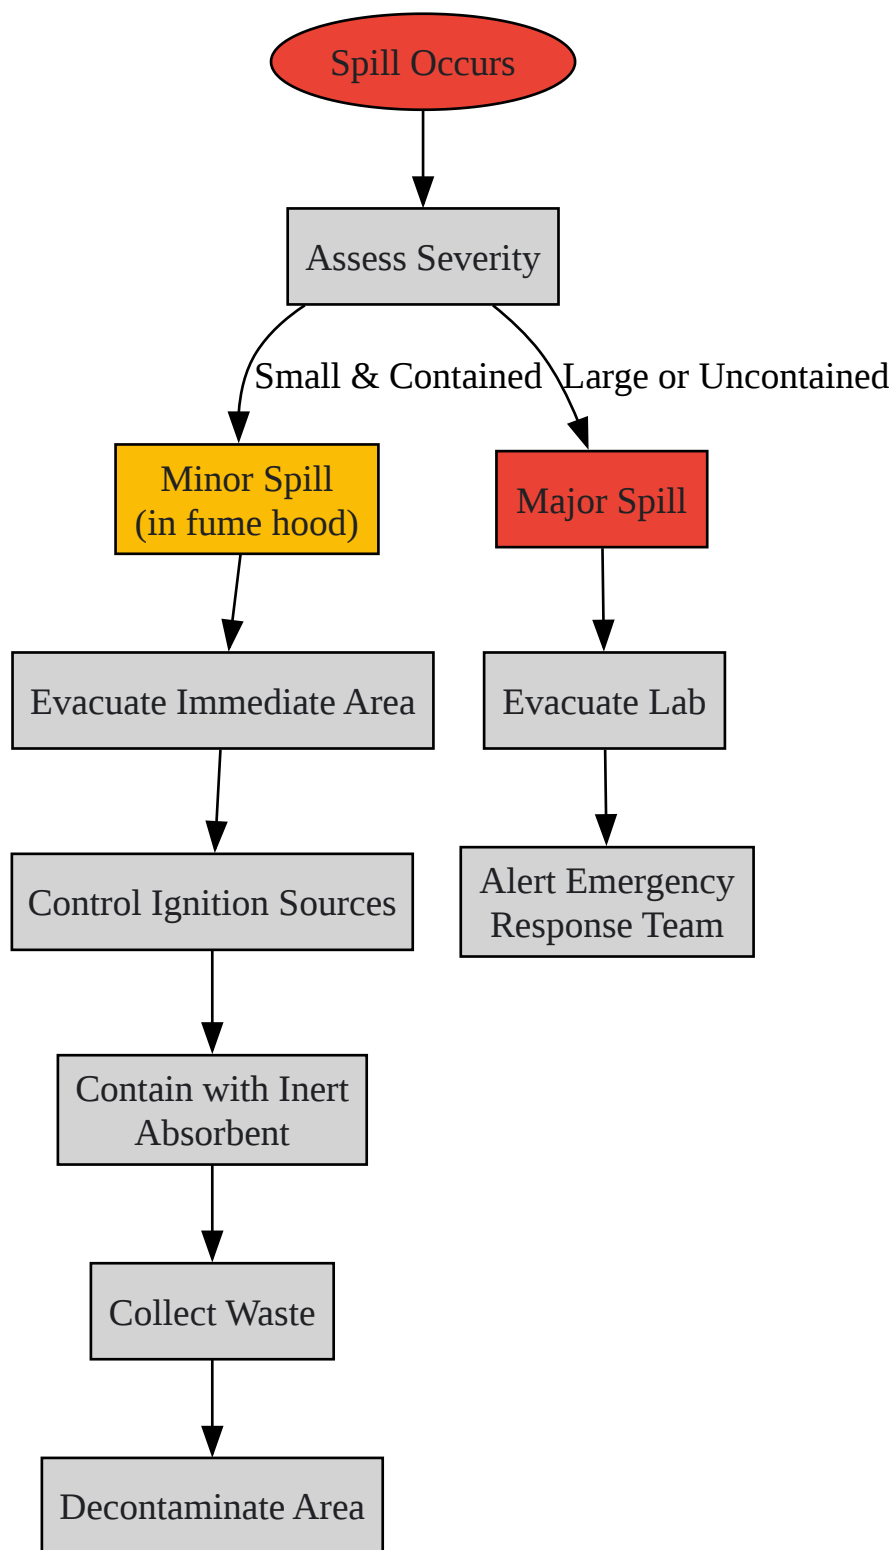 Spill Occurs
Assess Severity
Small & Contained
Large or Uncontained
Minor Spill
(in fume hood)
Major Spill
Evacuate Immediate Area
Evacuate Lab
Control Ignition Sources
Alert Emergency
Response Team
Contain with Inert
Absorbent
Collect Waste
Decontaminate Area